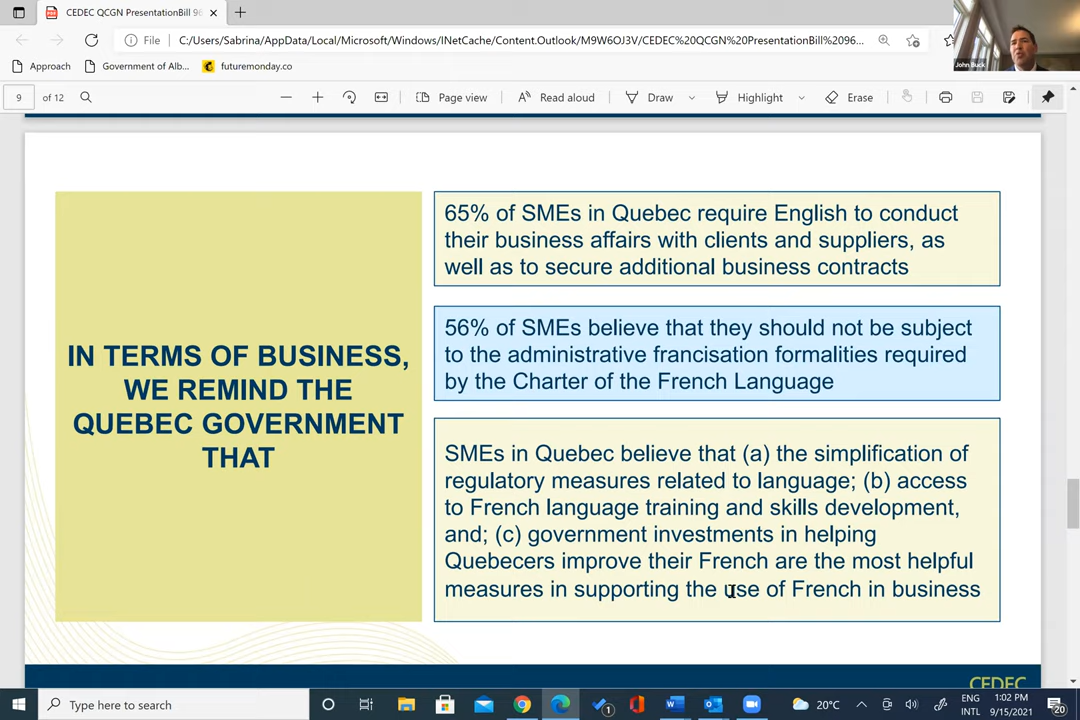 CEDEC QCGN PresentationBill 96
File
C:/Users/Sabrina/AppData/Local/Microsoft/Windows/INetCache/Content.Outlook/M9W6OJ3V/CEDEC%20QCGN%20PresentationBill%2096...
John Buck
Approach
Government of Alb...
futuremonday.co
9
of 12
Page view
Read aloud
Draw
Highlight
Erase
IN TERMS OF BUSINESS,
WE REMIND THE
QUEBEC GOVERNMENT
THAT
65% of SMEs in Quebec require English to conduct
their business affairs with clients and suppliers, as
well as to secure additional business contracts
56% of SMEs believe that they should not be subject
to the administrative francisation formalities required
by the Charter of the French Language
SMEs in Quebec believe that (a) the simplification of
regulatory measures related to language; (b) access
to French language training and skills development,
and; (c) government investments in helping
Quebecers improve their French are the most helpful
measures in supporting the use of French in business
CEDEC
Type here to search
1
20°C
ENG
INTL
1:02 PM
9/15/2021
20